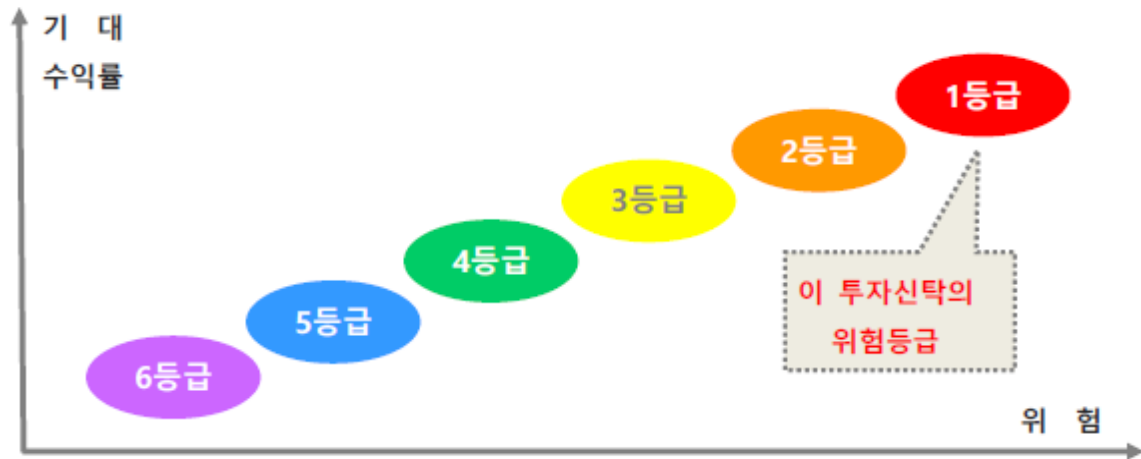 기 대
수익률
1등급
2등급
3등급
4등급
5등급
6등급
이 투자신탁의
위험등급
위 험